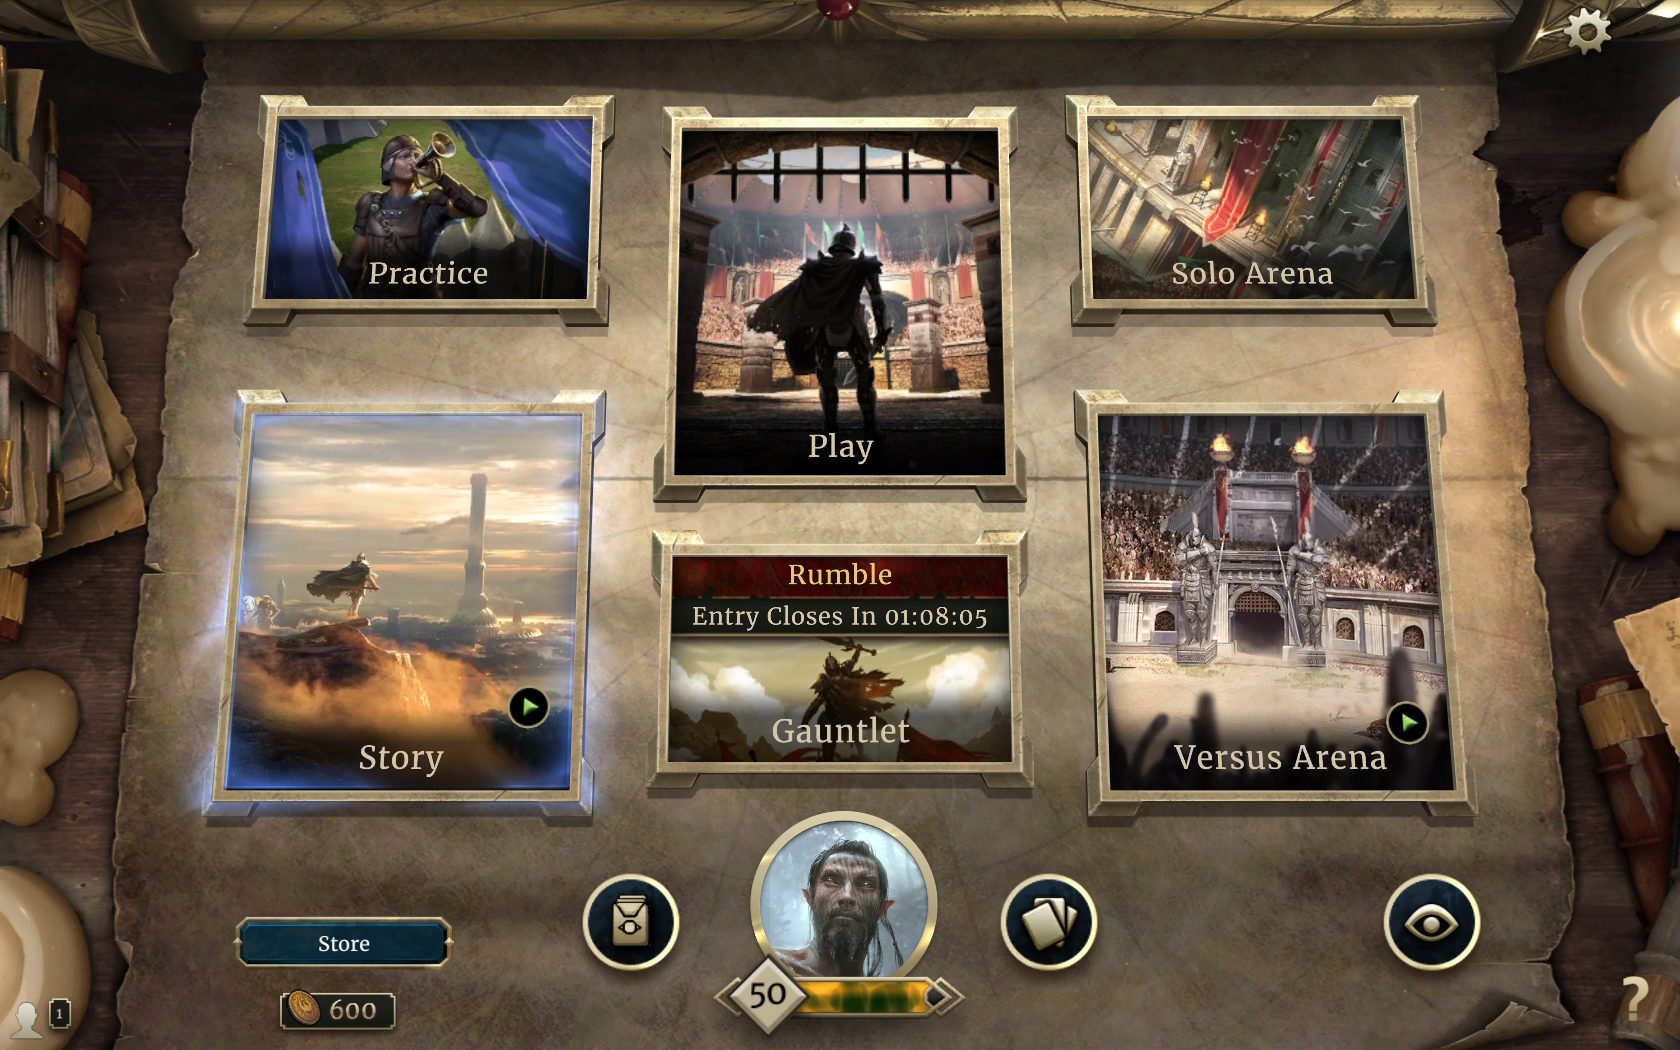 Practice
Play
Solo Arena
Story
Rumble
Entry Closes In 01:08:05
Gauntlet
Versus Arena
Store
600
50
1
?